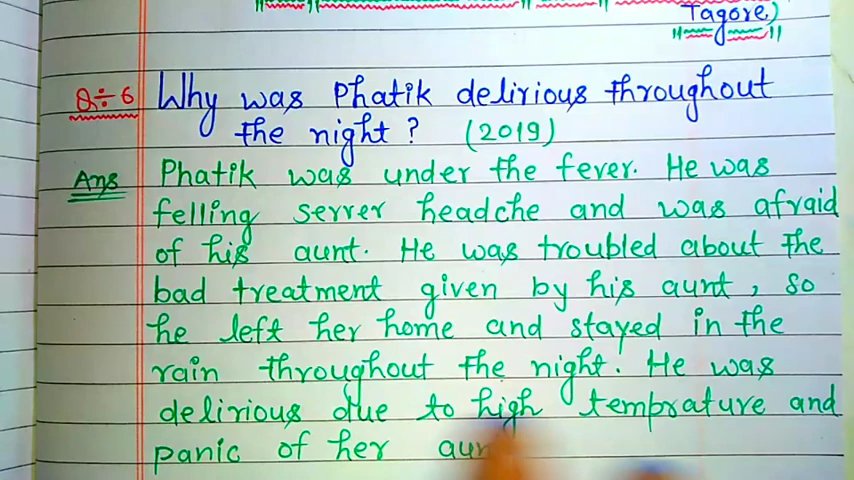 Tagore)
Q÷6 Why was Phatik delirious throughout
the night? (2019)
Ans Phatik was under the fever. He was
felling serrer headche and was afraid
of his aunt. He was troubled about the
bad treatment given by his aunt, so
he left her home and stayed in the
rain throughout the night. He was
delirious due to high temprature and
panic of her